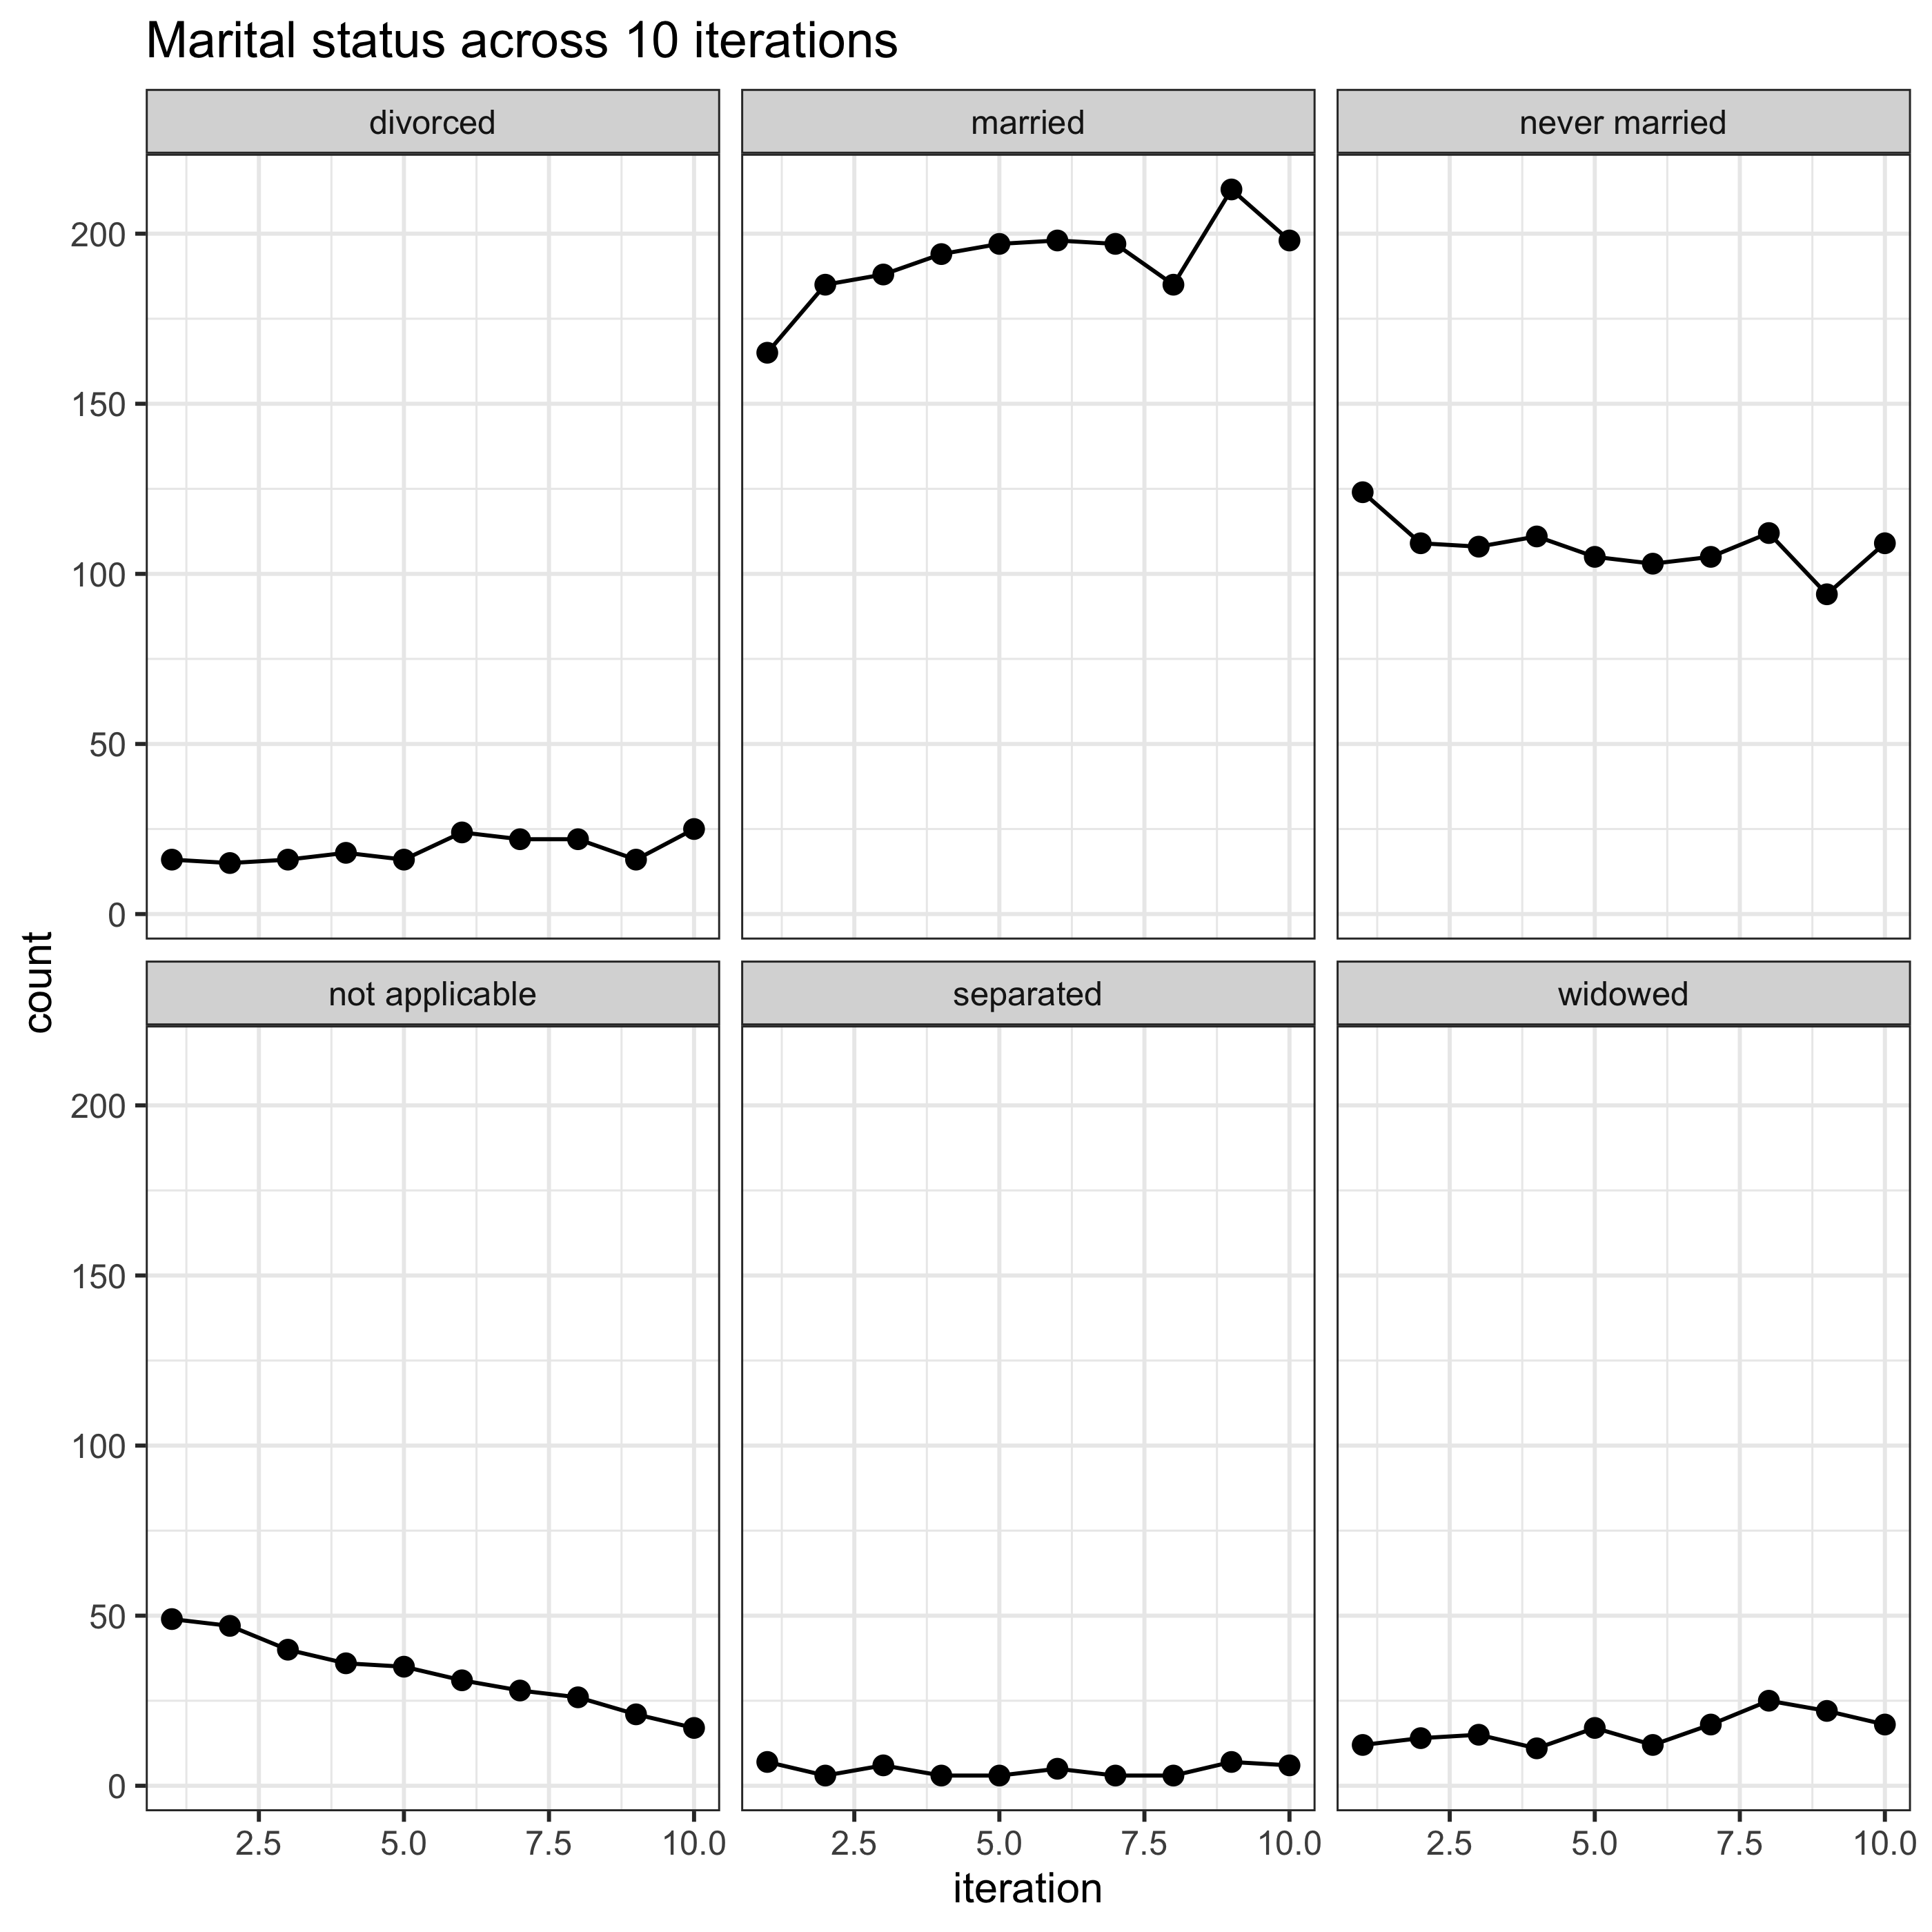 Marital status across 10 iterations
divorced
married
never married
200
150
100
50
0
count
not applicable
separated
widowed
200
150
100
50
0
2.5 5.0 7.5 10.0 2.5 5.0 7.5 10.0 2.5 5.0 7.5 10.0
iteration